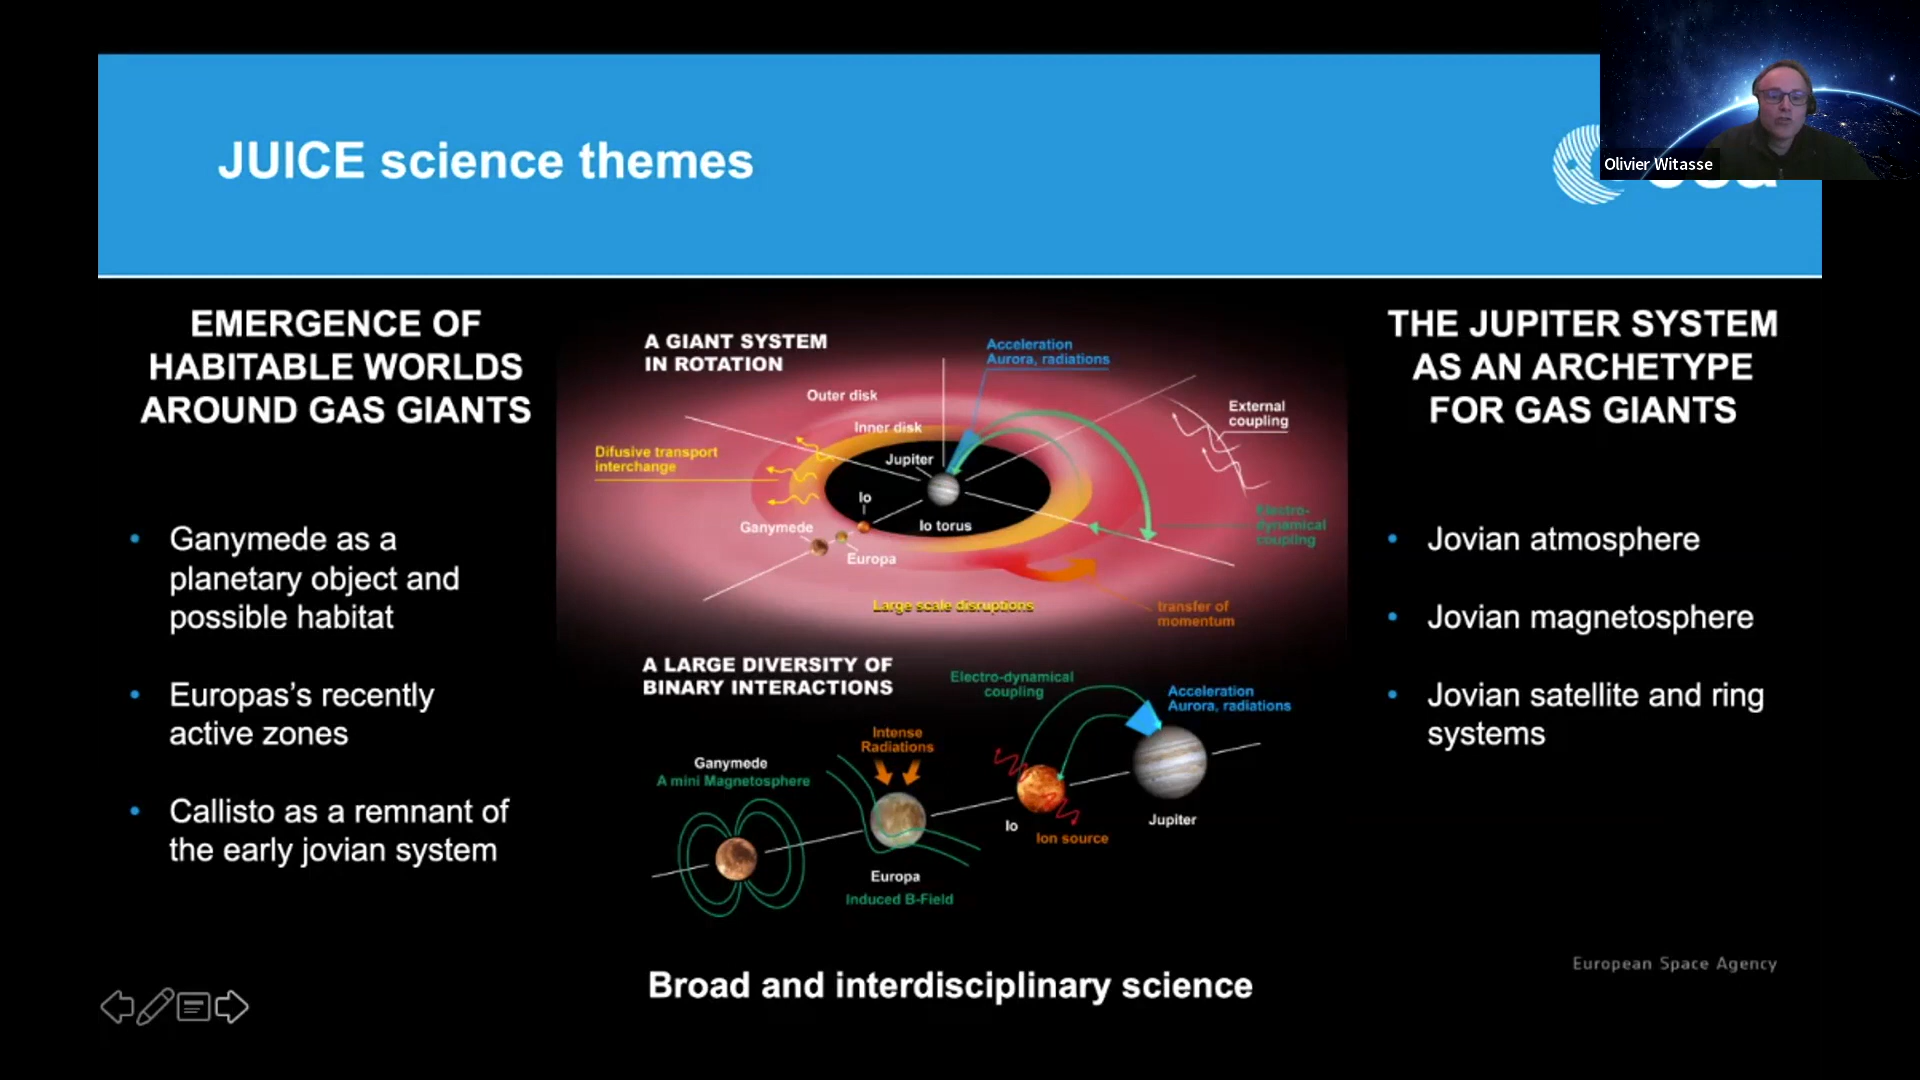 JUICE science themes
Olivier Witasse
EMERGENCE OF
HABITABLE WORLDS
AROUND GAS GIANTS
• Ganymede as a
planetary object and
possible habitat
• Europas’s recently
active zones
• Callisto as a remnant of
the early jovian system
A GIANT SYSTEM
IN ROTATION
Acceleration
Aurora, radiations
Outer disk
External
coupling
Inner disk
Difusive transport
interchange
Jupiter
Io
Electro-
dynamical
coupling
Ganymede
Io torus
Europa
Large scale disruptions
transfer of
momentum
A LARGE DIVERSITY OF
BINARY INTERACTIONS
Electro-dynamical
coupling
Acceleration
Aurora, radiations
Intense
Radiations
Ganymede
A mini Magnetosphere
Io
Jupiter
Ion source
Europa
Induced B-Field
THE JUPITER SYSTEM
AS AN ARCHETYPE
FOR GAS GIANTS
• Jovian atmosphere
• Jovian magnetosphere
• Jovian satellite and ring
systems
European Space Agency
Broad and interdisciplinary science